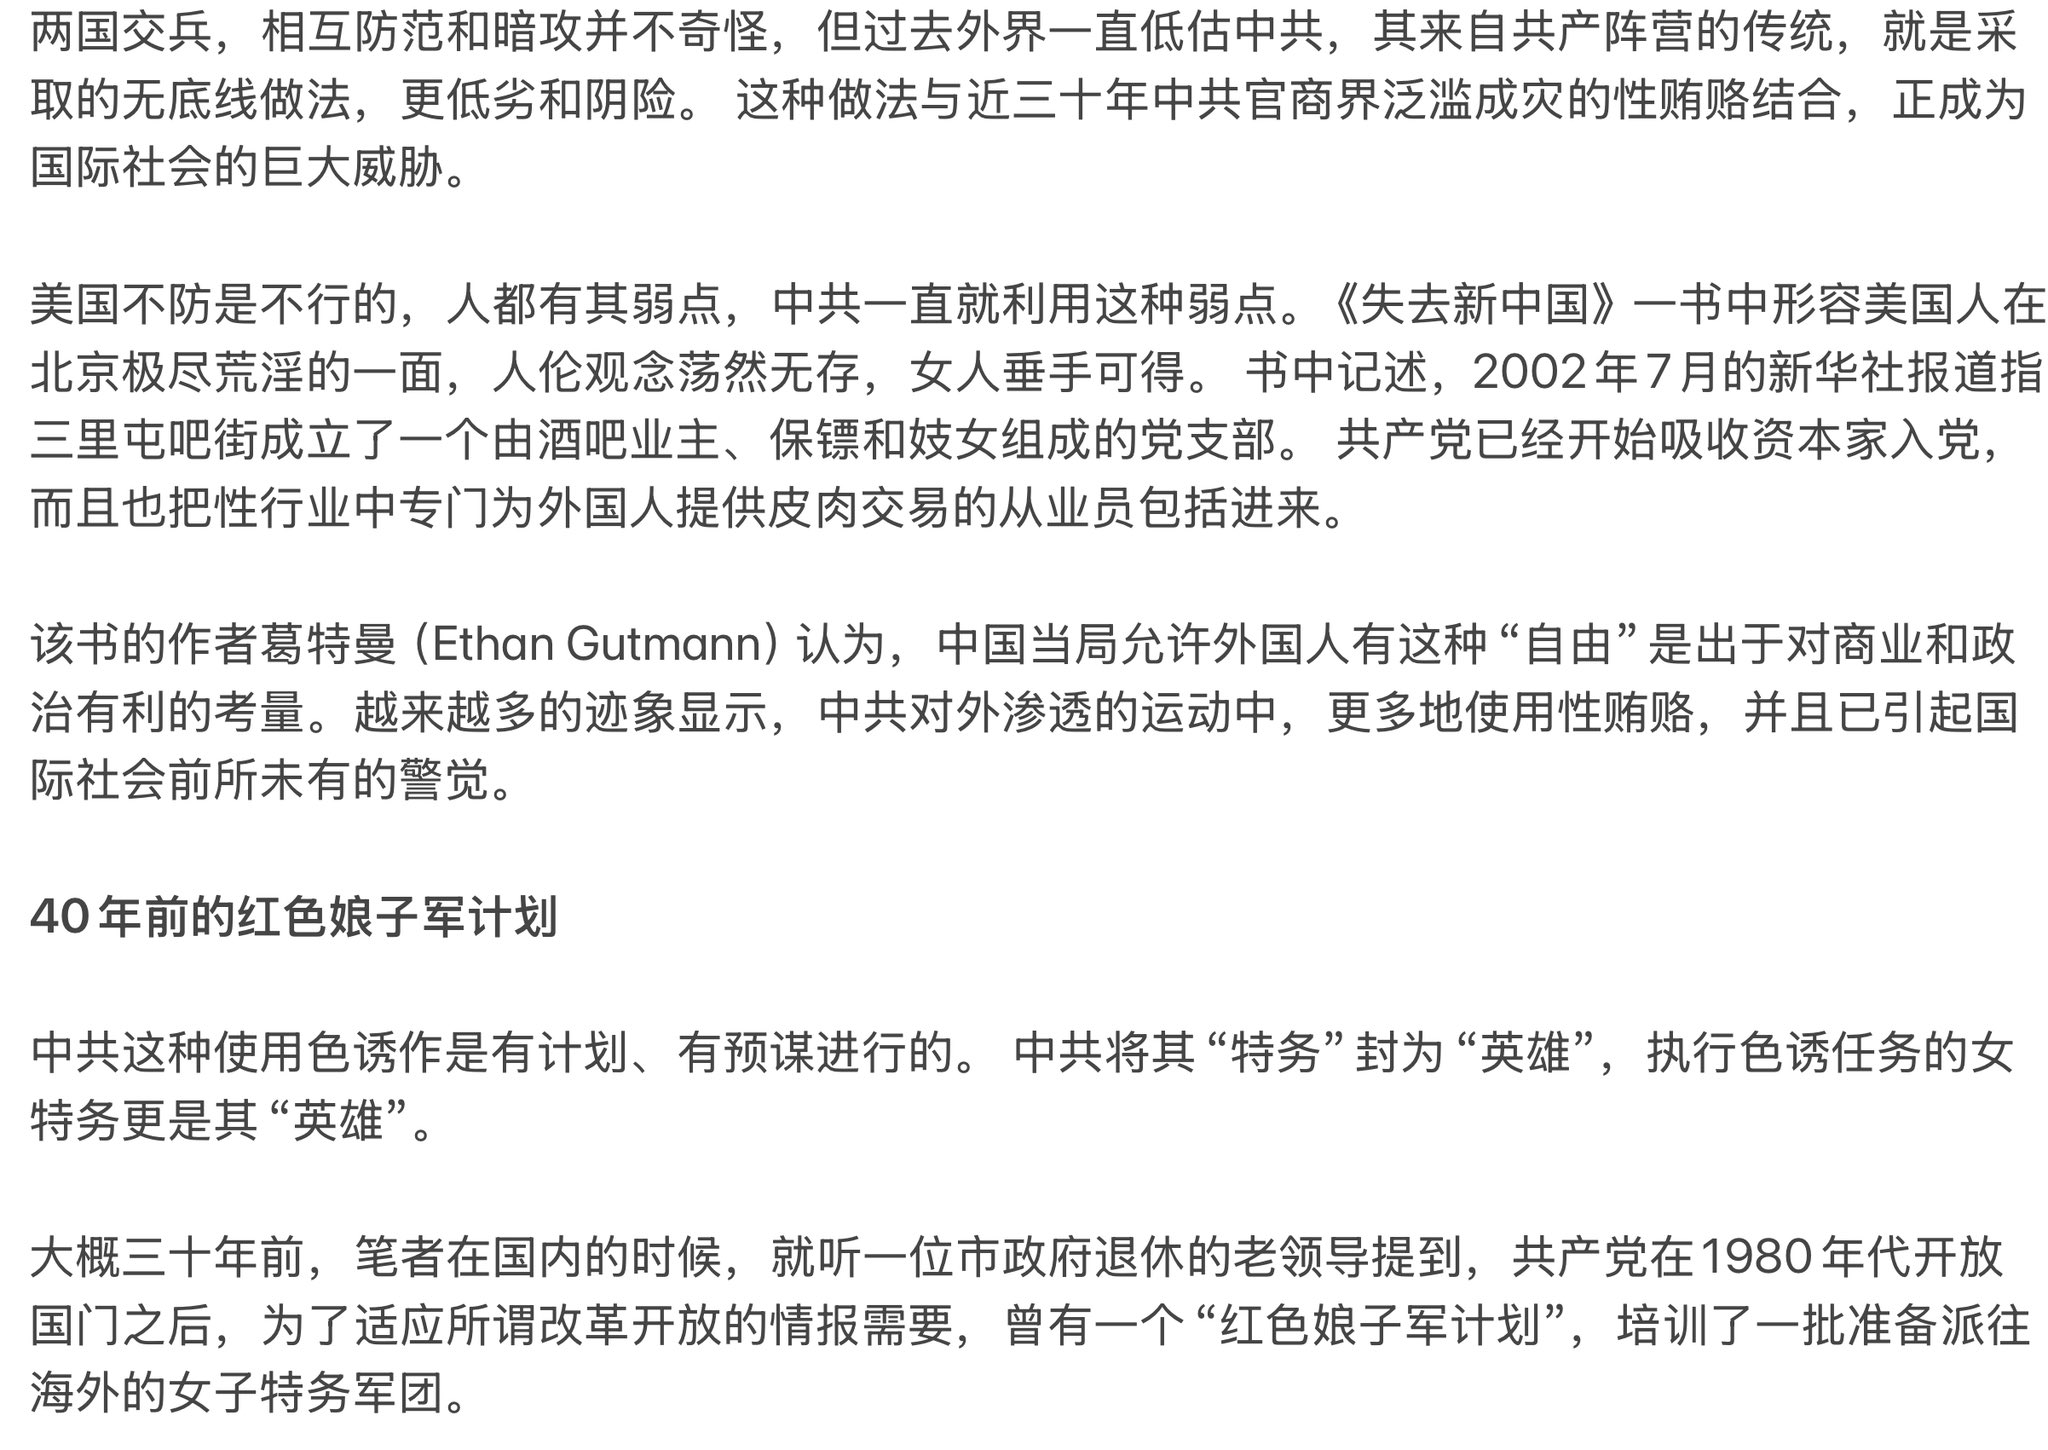 两国交兵，相互防范和暗攻并不奇怪，但过去外界一直低估中共，其来自共产阵营的传统，就是采
取的无底线做法，更低劣和阴险。 这种做法与近三十年中共官商界泛滥成灾的性贿赂结合，正成为
国际社会的巨大威胁。
美国不防是不行的，人都有其弱点，中共一直就利用这种弱点。《失去新中国》一书中形容美国人在
北京极尽荒淫的一面，人伦观念荡然无存，女人垂手可得。 书中记述，2002年7月的新华社报道指
三里屯吧街成立了一个由酒吧业主、保镖和妓女组成的党支部。 共产党已经开始吸收资本家入党，
而且也把性行业中专门为外国人提供皮肉交易的从业员包括进来。
该书的作者葛特曼（Ethan Gutmann）认为，中国当局允许外国人有这种 “自由” 是出于对商业和政
治有利的考量。越来越多的迹象显示，中共对外渗透的运动中，更多地使用性贿赂，并且已引起国
际社会前所未有的警觉。
40年前的红色娘子军计划
中共这种使用色诱作是有计划、有预谋进行的。 中共将其 “特务” 封为 “英雄”，执行色诱任务的女
特务更是其 “英雄”。
大概三十年前，笔者在国内的时候，就听一位市政府退休的老领导提到，共产党在1980年代开放
国门之后，为了适应所谓改革开放的情报需要，曾有一个 “红色娘子军计划”，培训了一批准备派往
海外的女子特务军团。